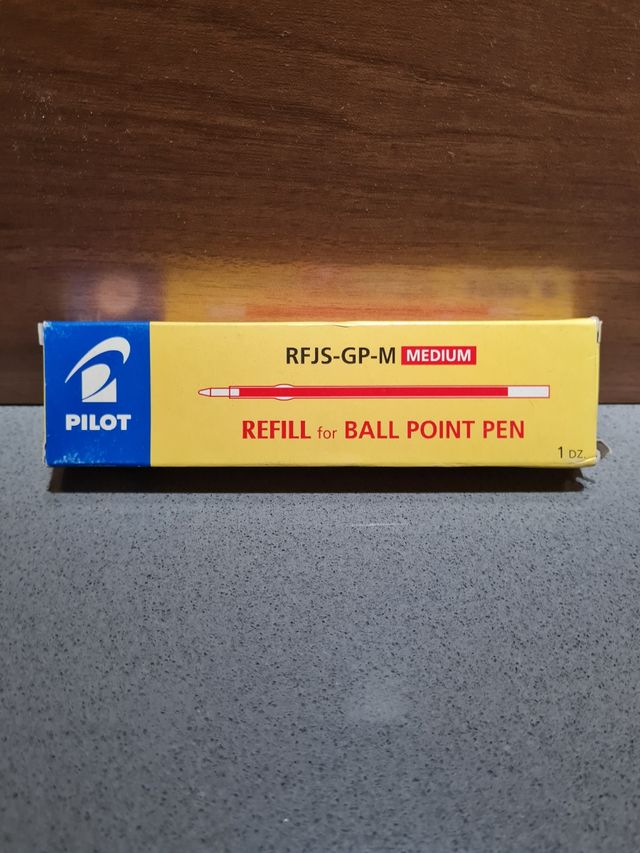 PILOT
RFJS-GP-M MEDIUM
REFILL for BALL POINT PEN
1 DZ.